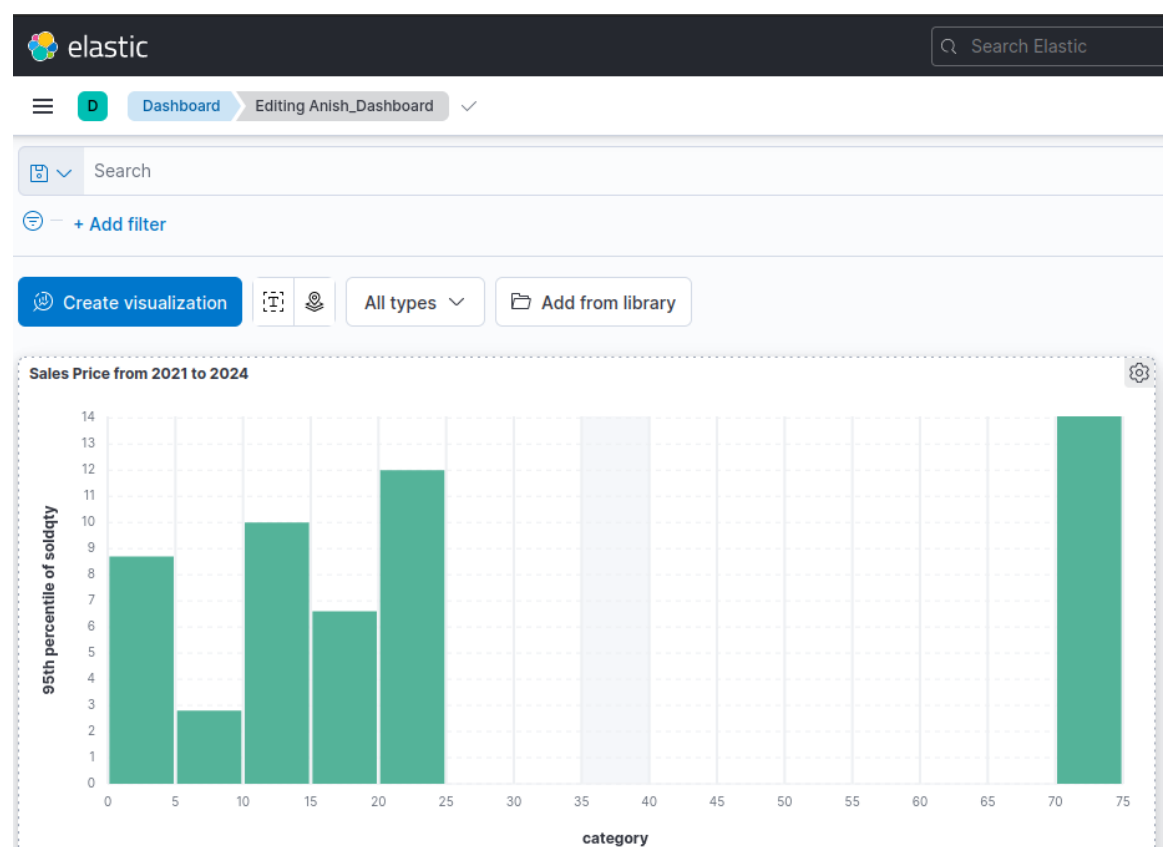 elastic
Search Elastic
D Dashboard Editing Anish_Dashboard
Search
+ Add filter
Create visualization T All types Add from library
Sales Price from 2021 to 2024
14
13
12
11
10
9
8
7
6
5
4
3
2
1
0
95th percentile of soldqty
0 5 10 15 20 25 30 35 40 45 50 55 60 65 70 75
category